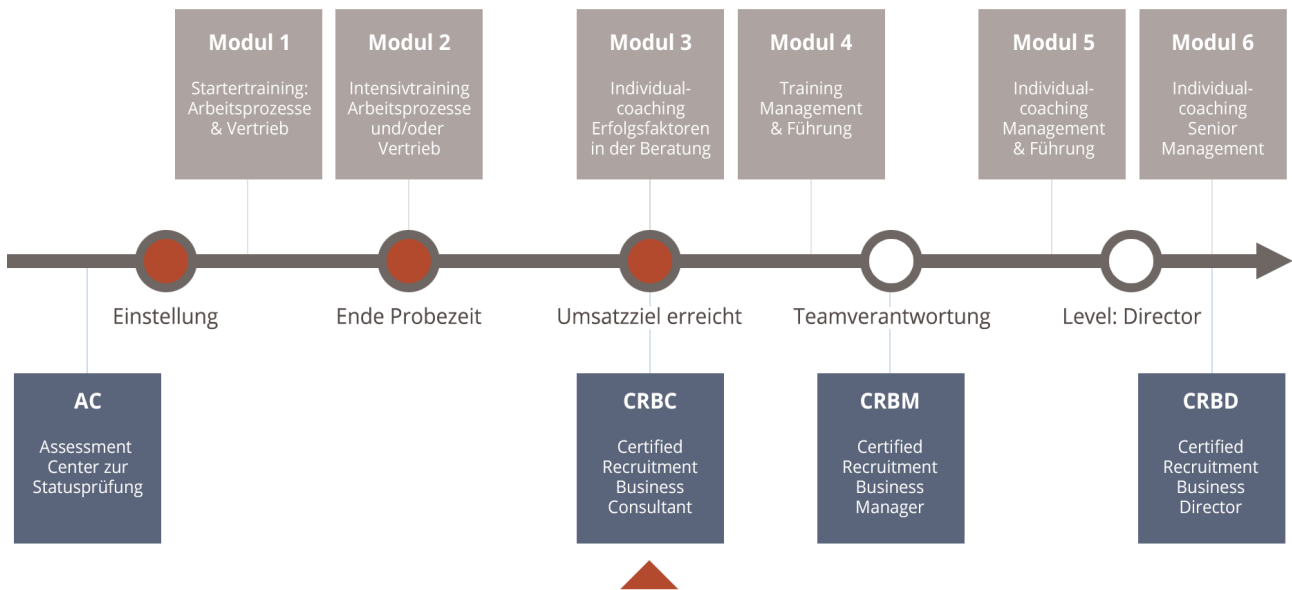 Modul 1
Startertraining:
Arbeitsprozesse
& Vertrieb
Modul 2
Intensivtraining
Arbeitsprozesse
und/oder
Vertrieb
Modul 3
Individual-
coaching
Erfolgsfaktoren
in der Beratung
Modul 4
Training
Management
& Führung
Modul 5
Individual-
coaching
Management
& Führung
Modul 6
Individual-
coaching
Senior
Management
Einstellung
Ende Probezeit
Umsatzziel erreicht
Teamverantwortung
Level: Director
AC
Assessment
Center zur
Statusprüfung
CRBC
Certified
Recruitment
Business
Consultant
CRBM
Certified
Recruitment
Business
Manager
CRBD
Certified
Recruitment
Business
Director